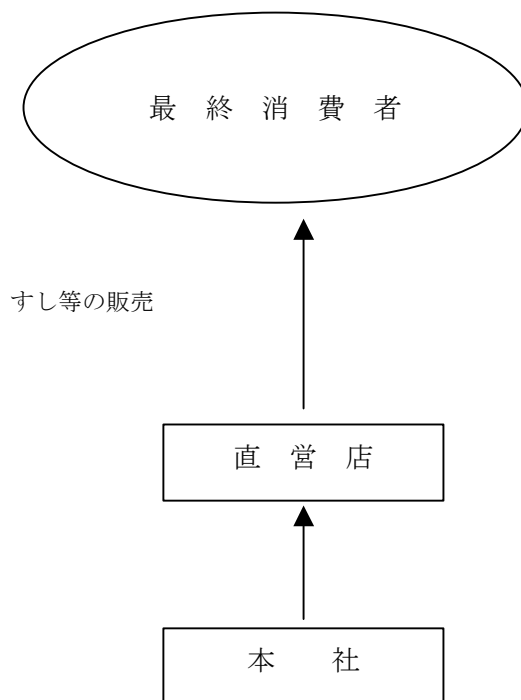 最 終 消 費 者
すし等の販売
直 営 店
本 社